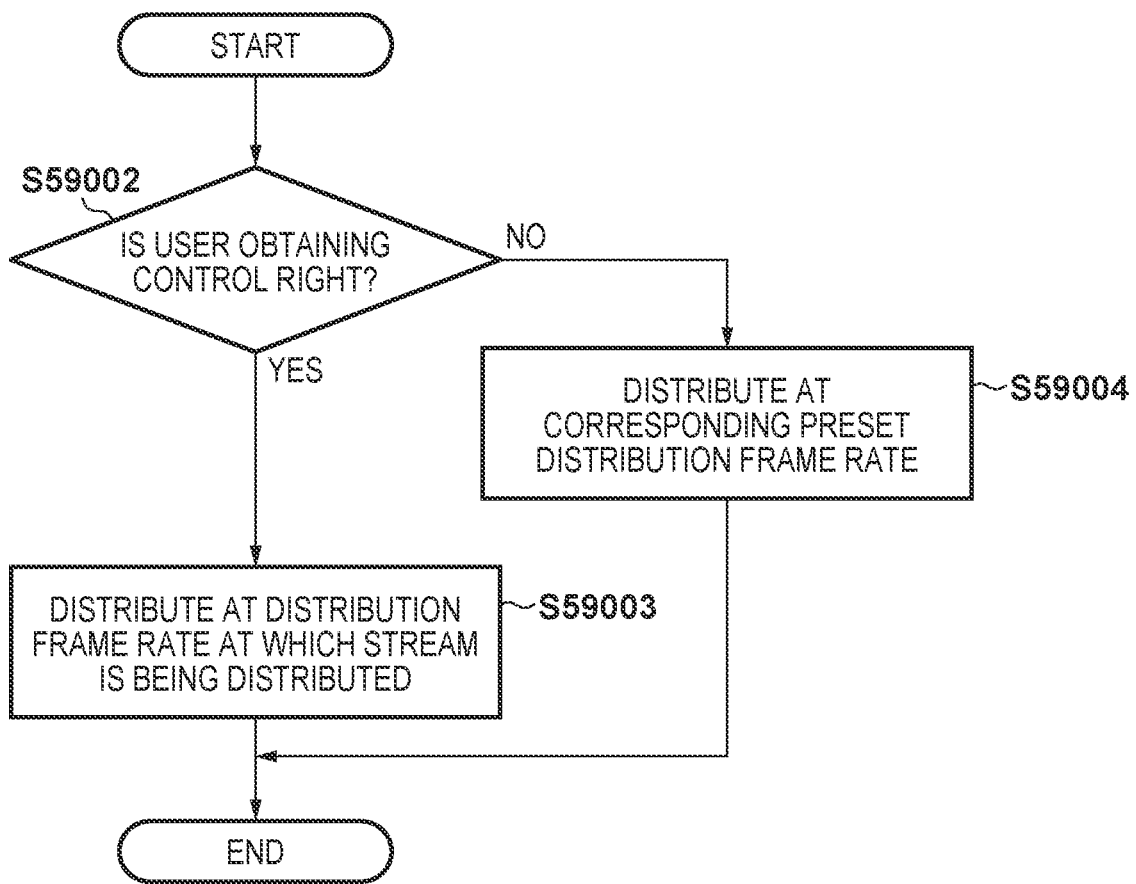 START
S59002
IS USER OBTAINING
CONTROL RIGHT?
NO
YES
DISTRIBUTE AT
CORRESPONDING PRESET
DISTRIBUTION FRAME RATE
S59004
DISTRIBUTE AT DISTRIBUTION
FRAME RATE AT WHICH STREAM
IS BEING DISTRIBUTED
S59003
END